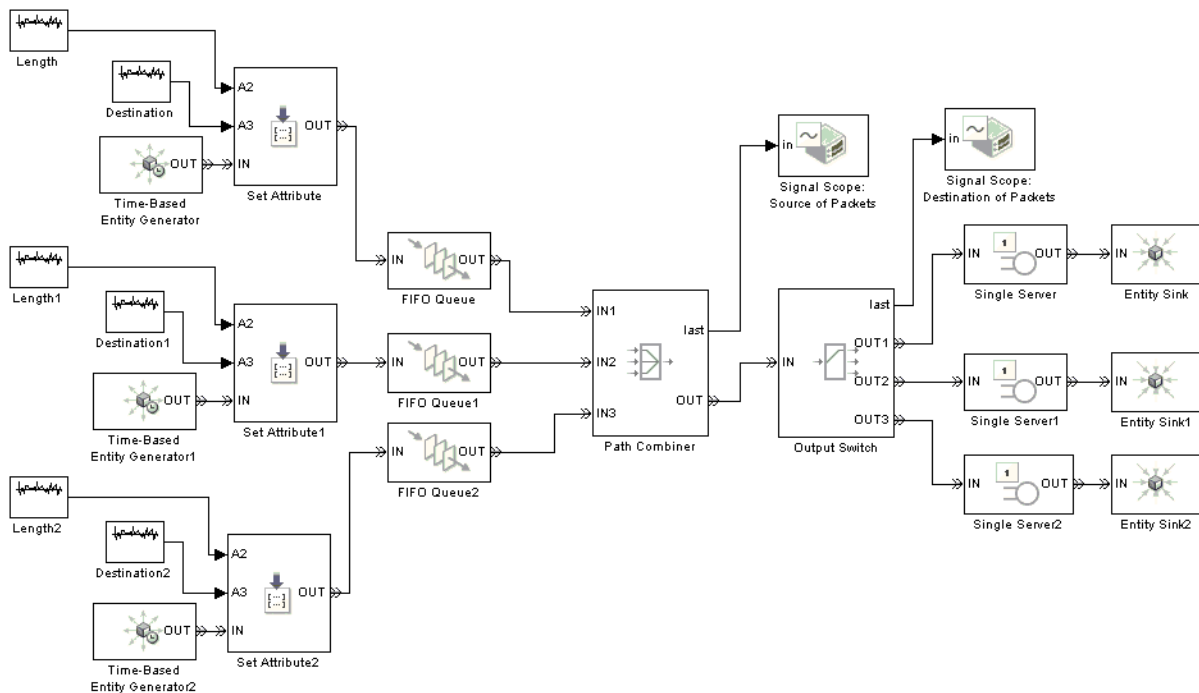 Length
Destination
OUT
Time-Based
Entity Generator
A2
A3
IN
OUT
Set Attribute
Length1
Destination1
OUT
Time-Based
Entity Generator1
A2
A3
IN
OUT
Set Attribute1
Length2
Destination2
OUT
Time-Based
Entity Generator2
A2
A3
IN
OUT
Set Attribute2
IN
OUT
FIFO Queue
IN
OUT
FIFO Queue1
IN
OUT
FIFO Queue2
IN1
IN2
IN3
last
OUT
Path Combiner
in
Signal Scope:
Source of Packets
in
Signal Scope:
Destination of Packets
IN
last
OUT1
OUT2
OUT3
Output Switch
IN
1
OUT
Single Server
IN
Entity Sink
IN
1
OUT
Single Server1
IN
Entity Sink1
IN
1
OUT
Single Server2
IN
Entity Sink2